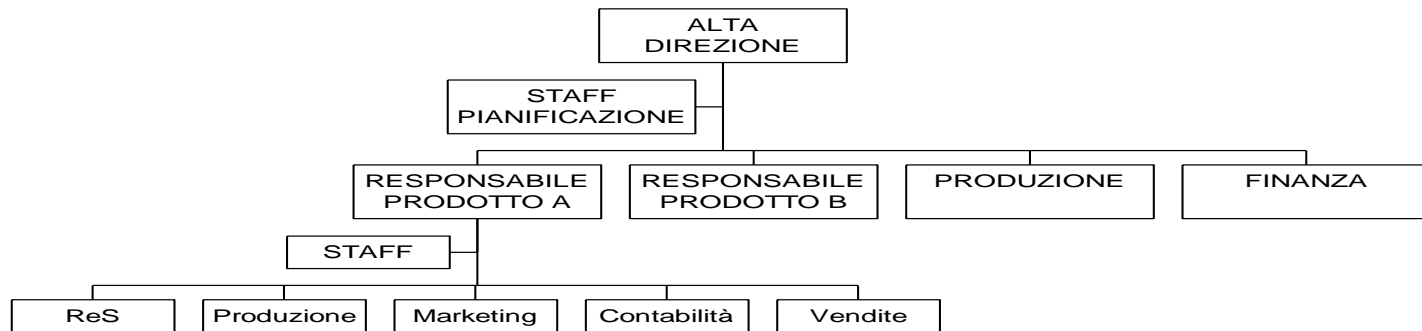 ALTA
DIREZIONE
STAFF
PIANIFICAZIONE
RESPONSABILE
PRODOTTO A
RESPONSABILE
PRODOTTO B
PRODUZIONE
FINANZA
STAFF
ReS
Produzione
Marketing
Contabilità
Vendite